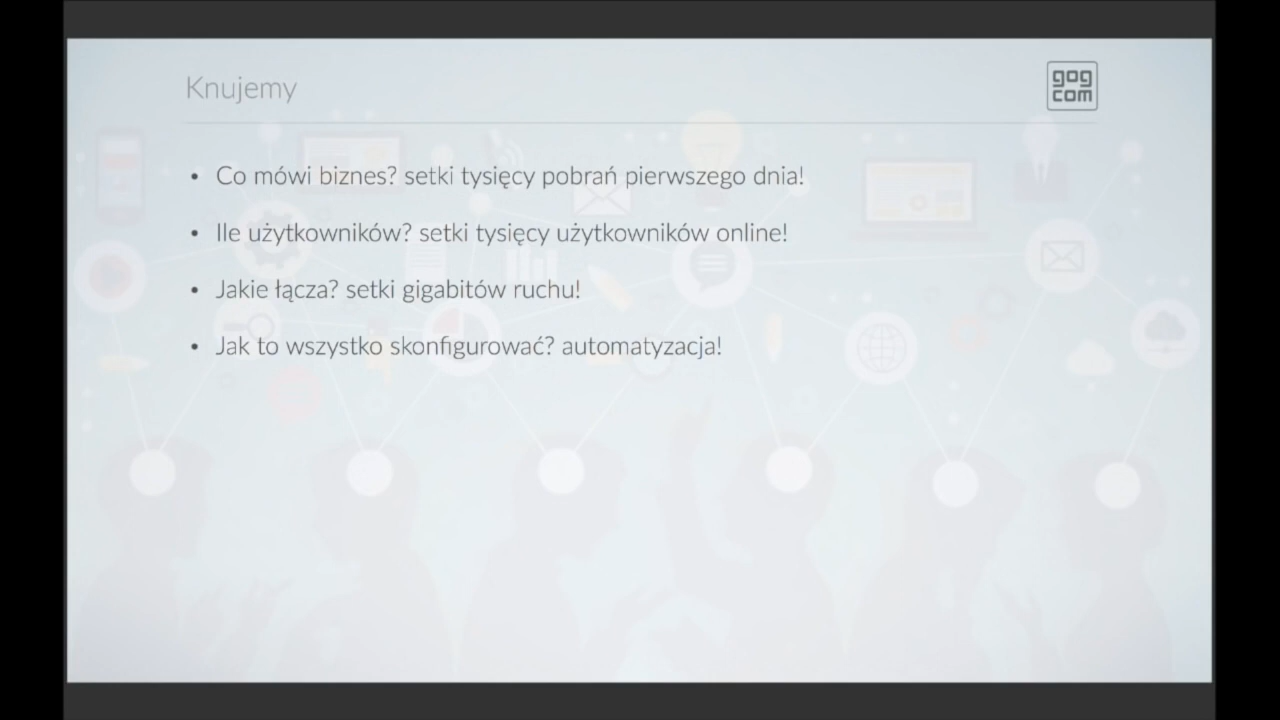 Knujemy
gog
com
• Co mówi biznes? setki tysięcy pobrań pierwszego dnia!
• Ile użytkowników? setki tysięcy użytkowników online!
• Jakie łącza? setki gigabitów ruchu!
• Jak to wszystko skonfigurować? automatyzacja!